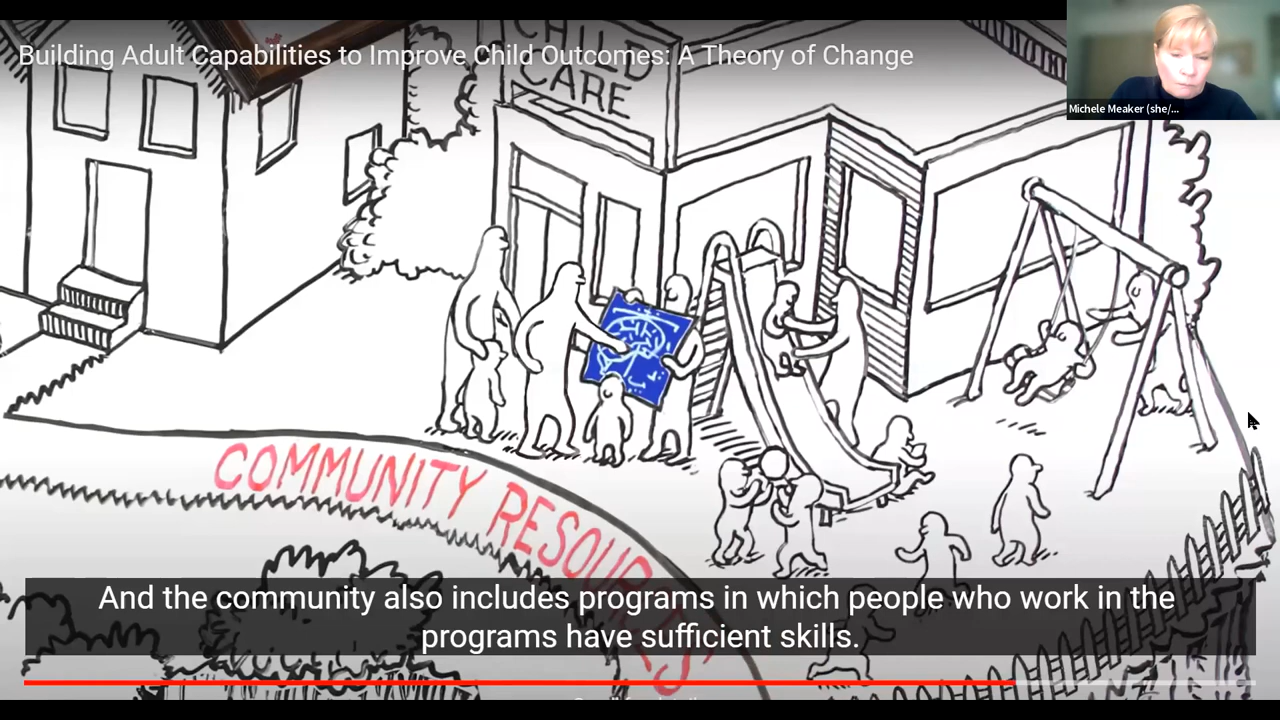 Building Adult Capabilities to Improve Child Outcomes: A Theory of Change
CHILD
CARE
Michele Meaker (she/...
COMMUNITY RESOURCES
And the community also includes programs in which people who work in the
programs have sufficient skills.